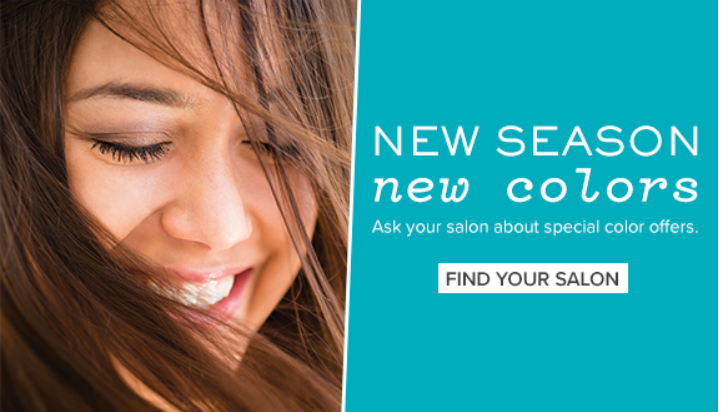 NEW SEASON
new colors
Ask your salon about special color offers.
FIND YOUR SALON